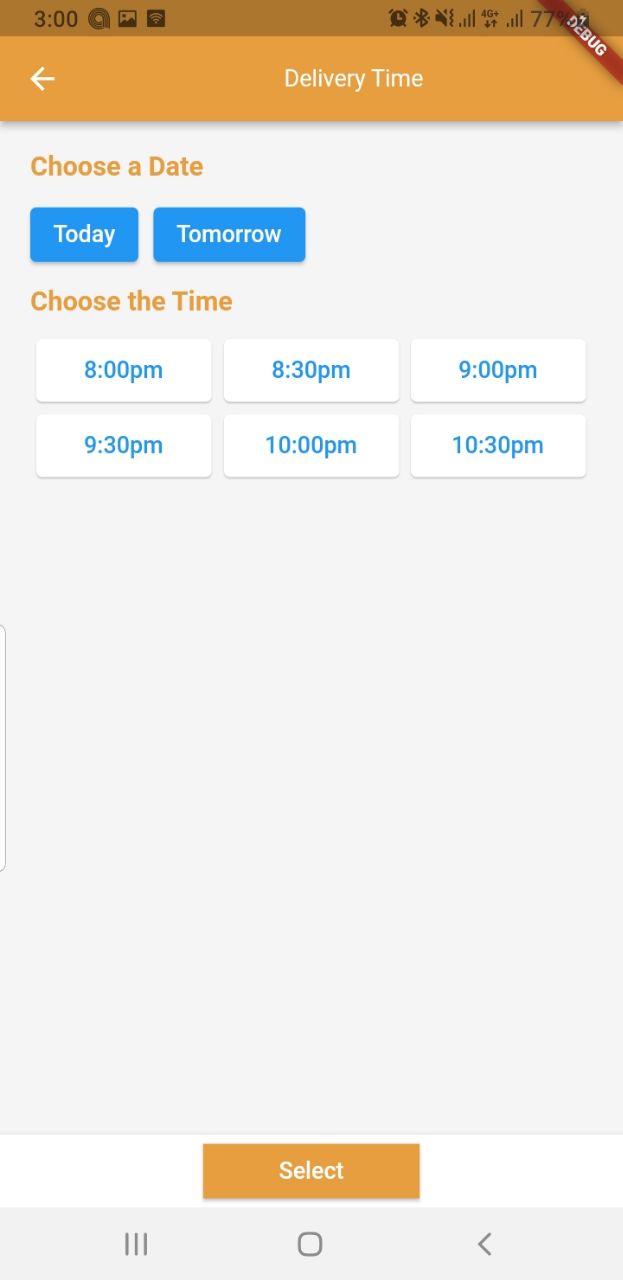 3:00 4G+ 77%
DEBUG
Delivery Time
Choose a Date
Today Tomorrow
Choose the Time
8:00pm 8:30pm 9:00pm
9:30pm 10:00pm 10:30pm
Select